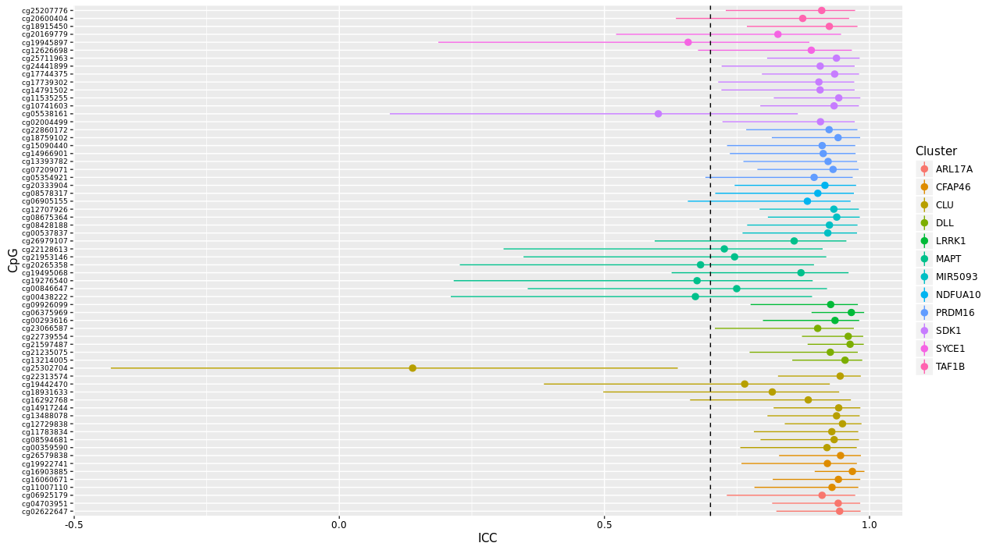 cg25207776
cg20600404
cg18915450
cg20169779
cg19945897
cg12626698
cg25711963
cg24441899
cg17744375
cg17739302
cg14791502
cg11535255
cg10741603
cg05538161
cg02004499
cg22860172
cg18759102
cg15090440
cg14966901
cg13393782
cg07209071
cg05354921
cg20333904
cg08578317
cg06905155
cg12707926
cg08675364
cg08428188
cg00537837
cg26979107
cg22128613
cg21953146
cg20265358
cg19495068
cg19276540
cg00846647
cg00438222
cg09926099
cg06375969
cg00293616
cg23066587
cg22739554
cg21597487
cg21235075
cg13214005
cg25302704
cg22313574
cg19442470
cg18931633
cg16292768
cg14917244
cg13488078
cg12729838
cg11783834
cg08594681
cg00359590
cg26579838
cg19922741
cg16903885
cg16060671
cg11007110
cg06925179
cg04703951
cg02622647
CpG
-0.5
0.0
0.5
1.0
ICC
Cluster
ARL17A
CFAP46
CLU
DLL
LRRK1
MAPT
MIR5093
NDFUA10
PRDM16
SDK1
SYCE1
TAF1B